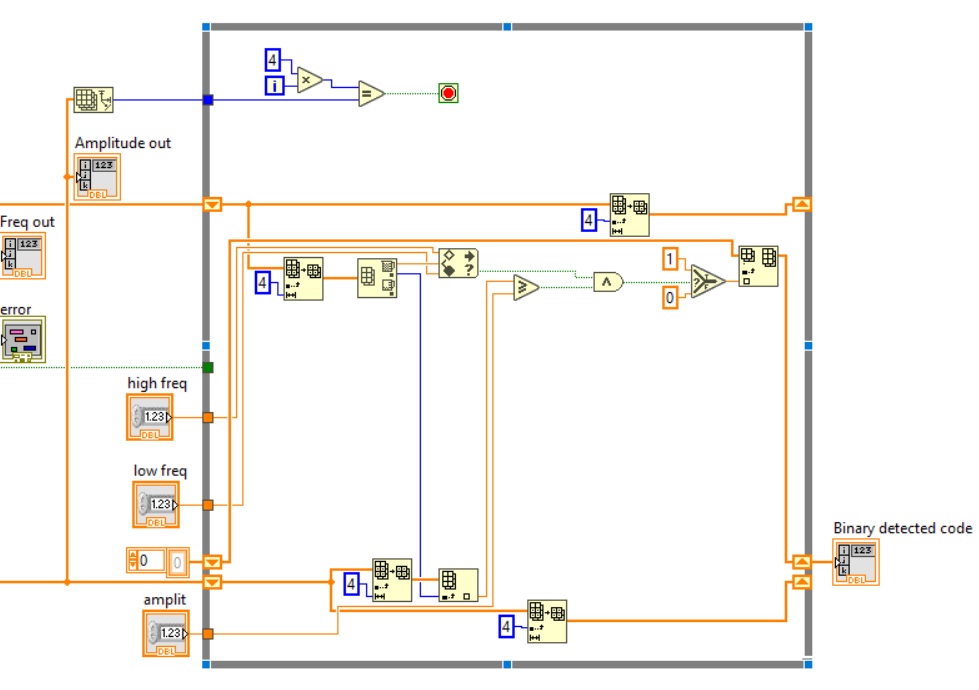 4
i
×
=
Amplitude out
i 123
j
k
DBL
4
Freq out
i 123
j
k
DBL
4
?
≥
∧
1
0
? T
F
error
high freq
1.23
DBL
low freq
1.23
DBL
0
0
4
amplit
1.23
DBL
4
Binary detected code
i 123
j
k
DBL